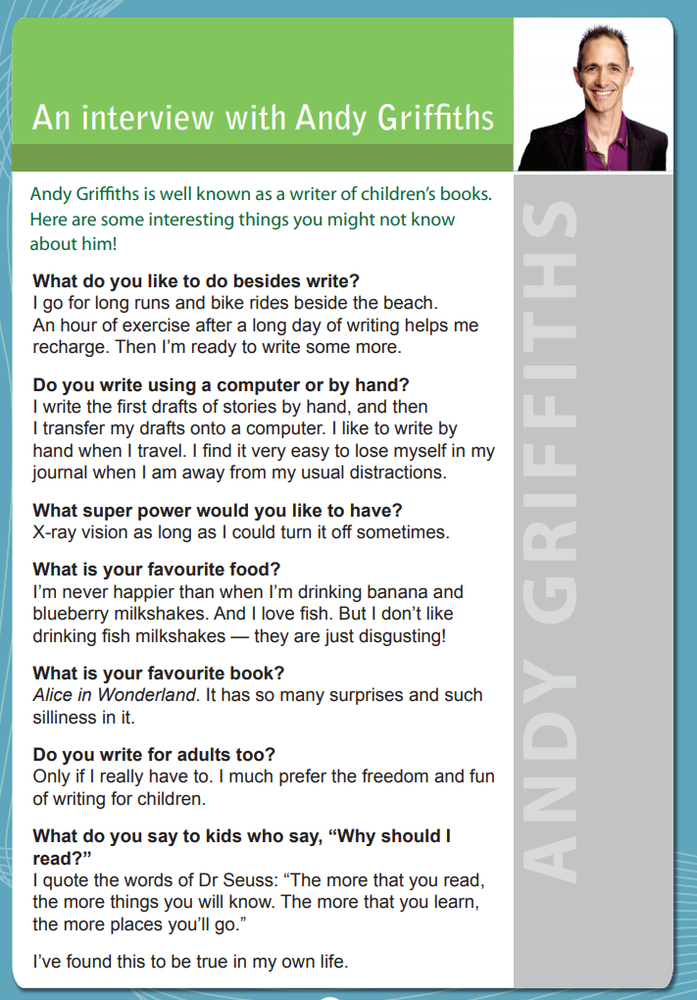 An interview with Andy Griffiths
Andy Griffiths is well known as a writer of children's books.
Here are some interesting things you might not know
about him!
What do you like to do besides write?
I go for long runs and bike rides beside the beach.
An hour of exercise after a long day of writing helps me
recharge. Then I'm ready to write some more.
Do you write using a computer or by hand?
I write the first drafts of stories by hand, and then
I transfer my drafts onto a computer. I like to write by
hand when I travel. I find it very easy to lose myself in my
journal when I am away from my usual distractions.
What super power would you like to have?
X-ray vision as long as I could turn it off sometimes.
What is your favourite food?
I'm never happier than when I'm drinking banana and
blueberry milkshakes. And I love fish. But I don't like
drinking fish milkshakes — they are just disgusting!
What is your favourite book?
Alice in Wonderland. It has so many surprises and such
silliness in it.
Do you write for adults too?
Only if I really have to. I much prefer the freedom and fun
of writing for children.
What do you say to kids who say, “Why should I
read?”
I quote the words of Dr Seuss: “The more that you read,
the more things you will know. The more that you learn,
the more places you'll go.”
I've found this to be true in my own life.
ANDY GRIFFITHS